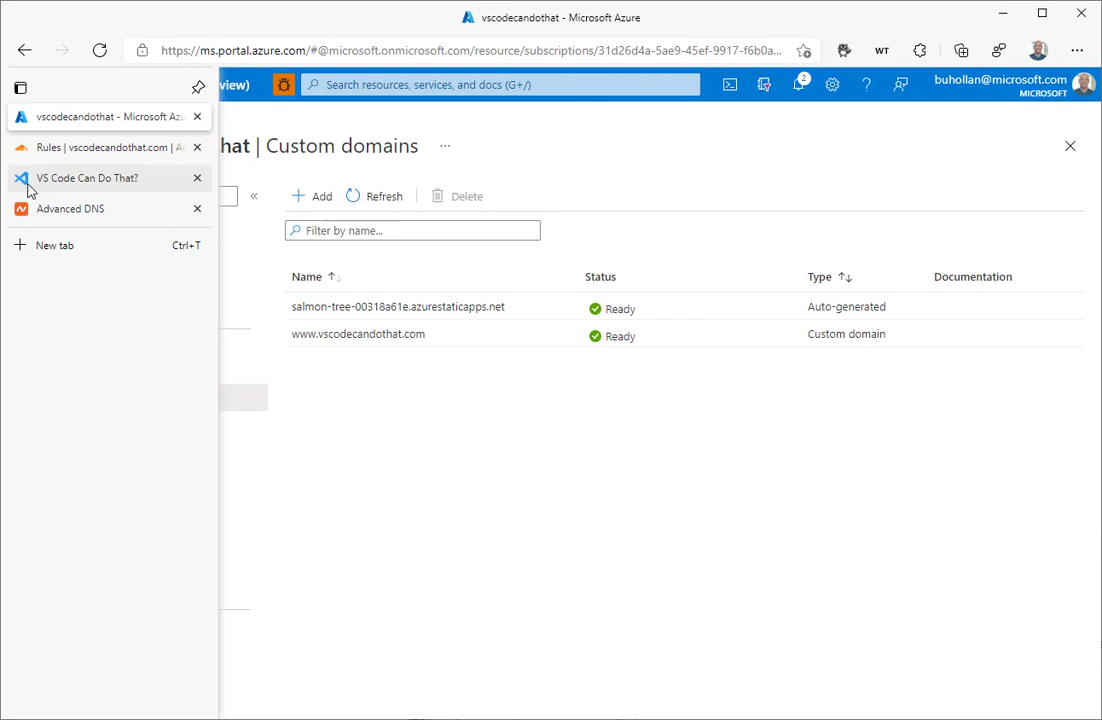 vscodecandothat - Microsoft Azure
https://ms.portal.azure.com/#@microsoft.onmicrosoft.com/resource/subscriptions/31d26d4a-5ae9-45ef-9917-f6b0a...
WT
view)
Search resources, services, and docs (G+/)
2
buhollan@microsoft.com
MICROSOFT
vscodecandothat - Microsoft Azu
Rules | vscodecandothat.com | Ac
VS Code Can Do That?
Advanced DNS
New tab
Ctrl+T
hat | Custom domains
...
Add
Refresh
Delete
Filter by name...
Name
Status
Type
Documentation
salmon-tree-00318a61e.azurestaticapps.net
Ready
Auto-generated
www.vscodecandothat.com
Ready
Custom domain